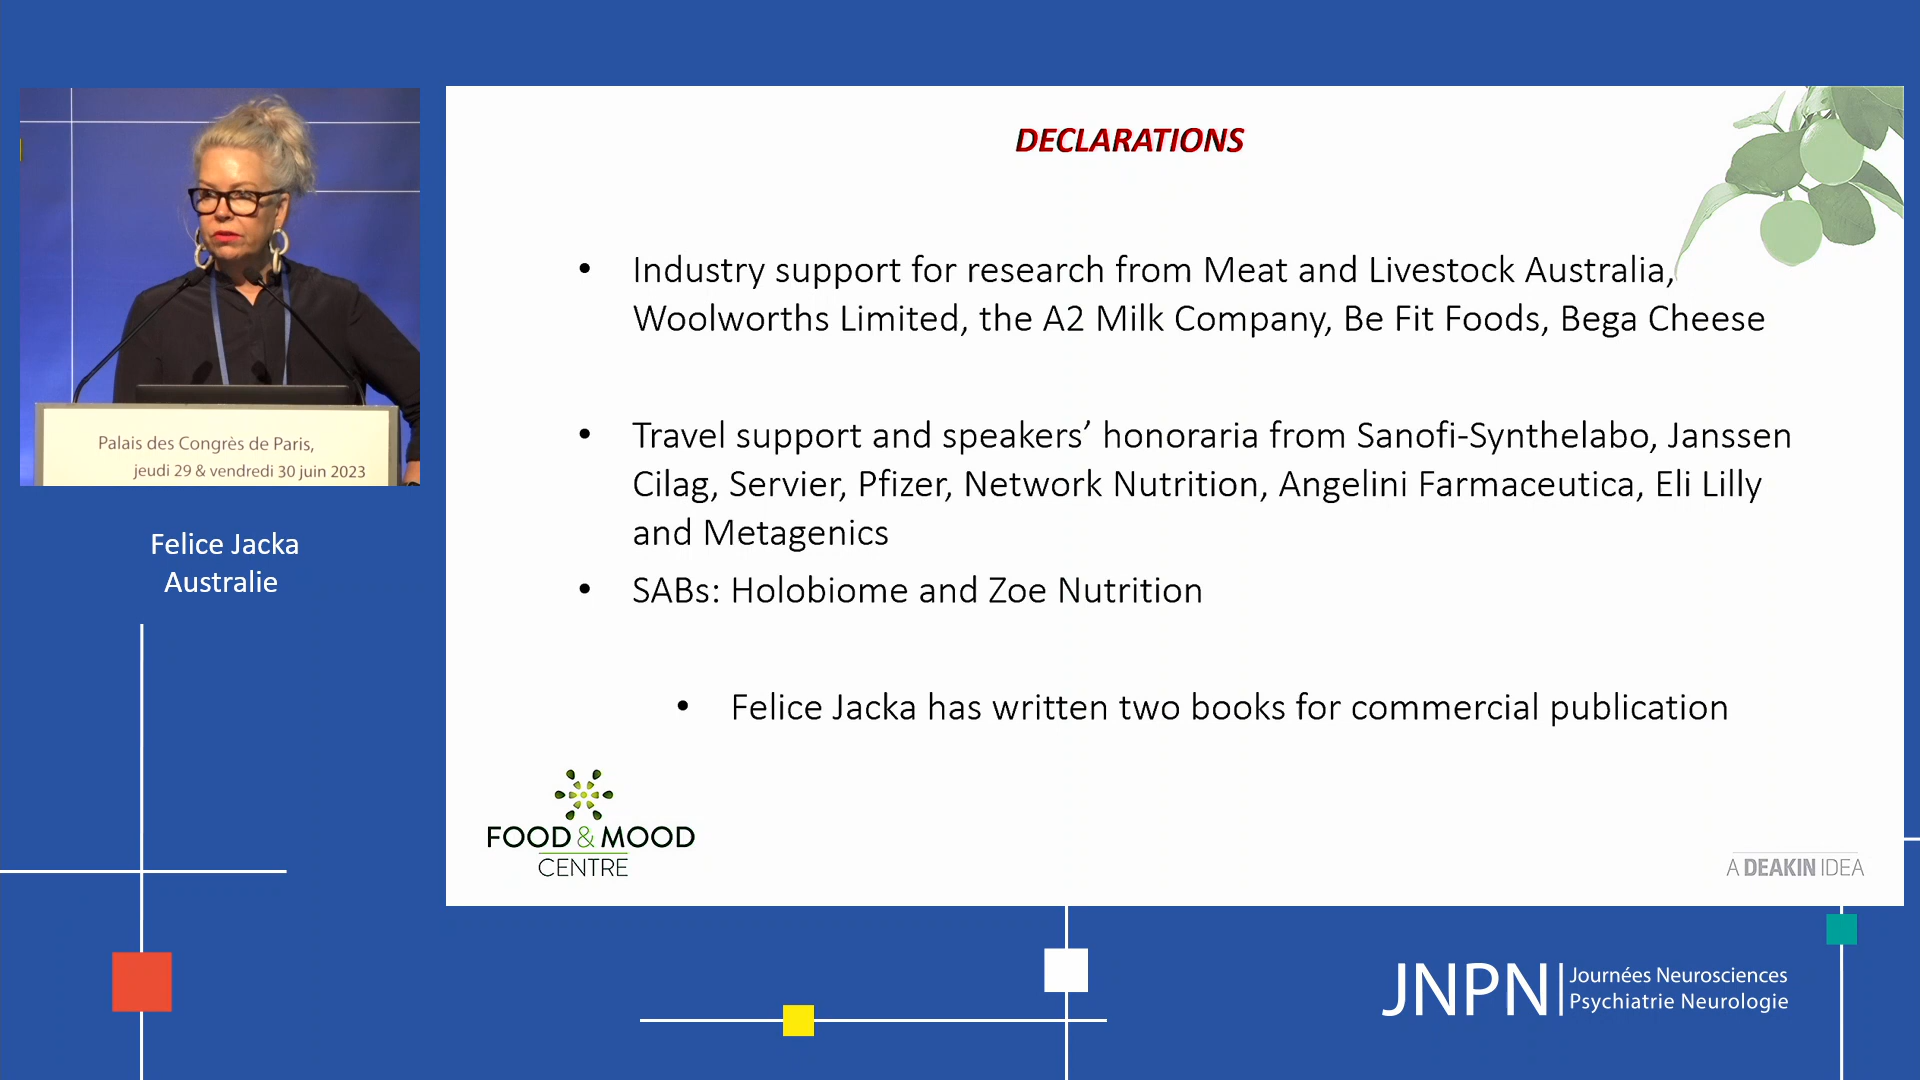 DECLARATIONS
• Industry support for research from Meat and Livestock Australia,
Woolworths Limited, the A2 Milk Company, Be Fit Foods, Bega Cheese
• Travel support and speakers’ honoraria from Sanofi-Synthelabo, Janssen
Cilag, Servier, Pfizer, Network Nutrition, Angelini Farmaceutica, Eli Lilly
and Metagenics
• SABs: Holobiome and Zoe Nutrition
• Felice Jacka has written two books for commercial publication
FOOD & MOOD
CENTRE
A DEAKIN IDEA
Palais des Congrès de Paris,
jeudi 29 & vendredi 30 juin 2023
Felice Jacka
Australie
JNPN
Journées Neurosciences
Psychiatrie Neurologie